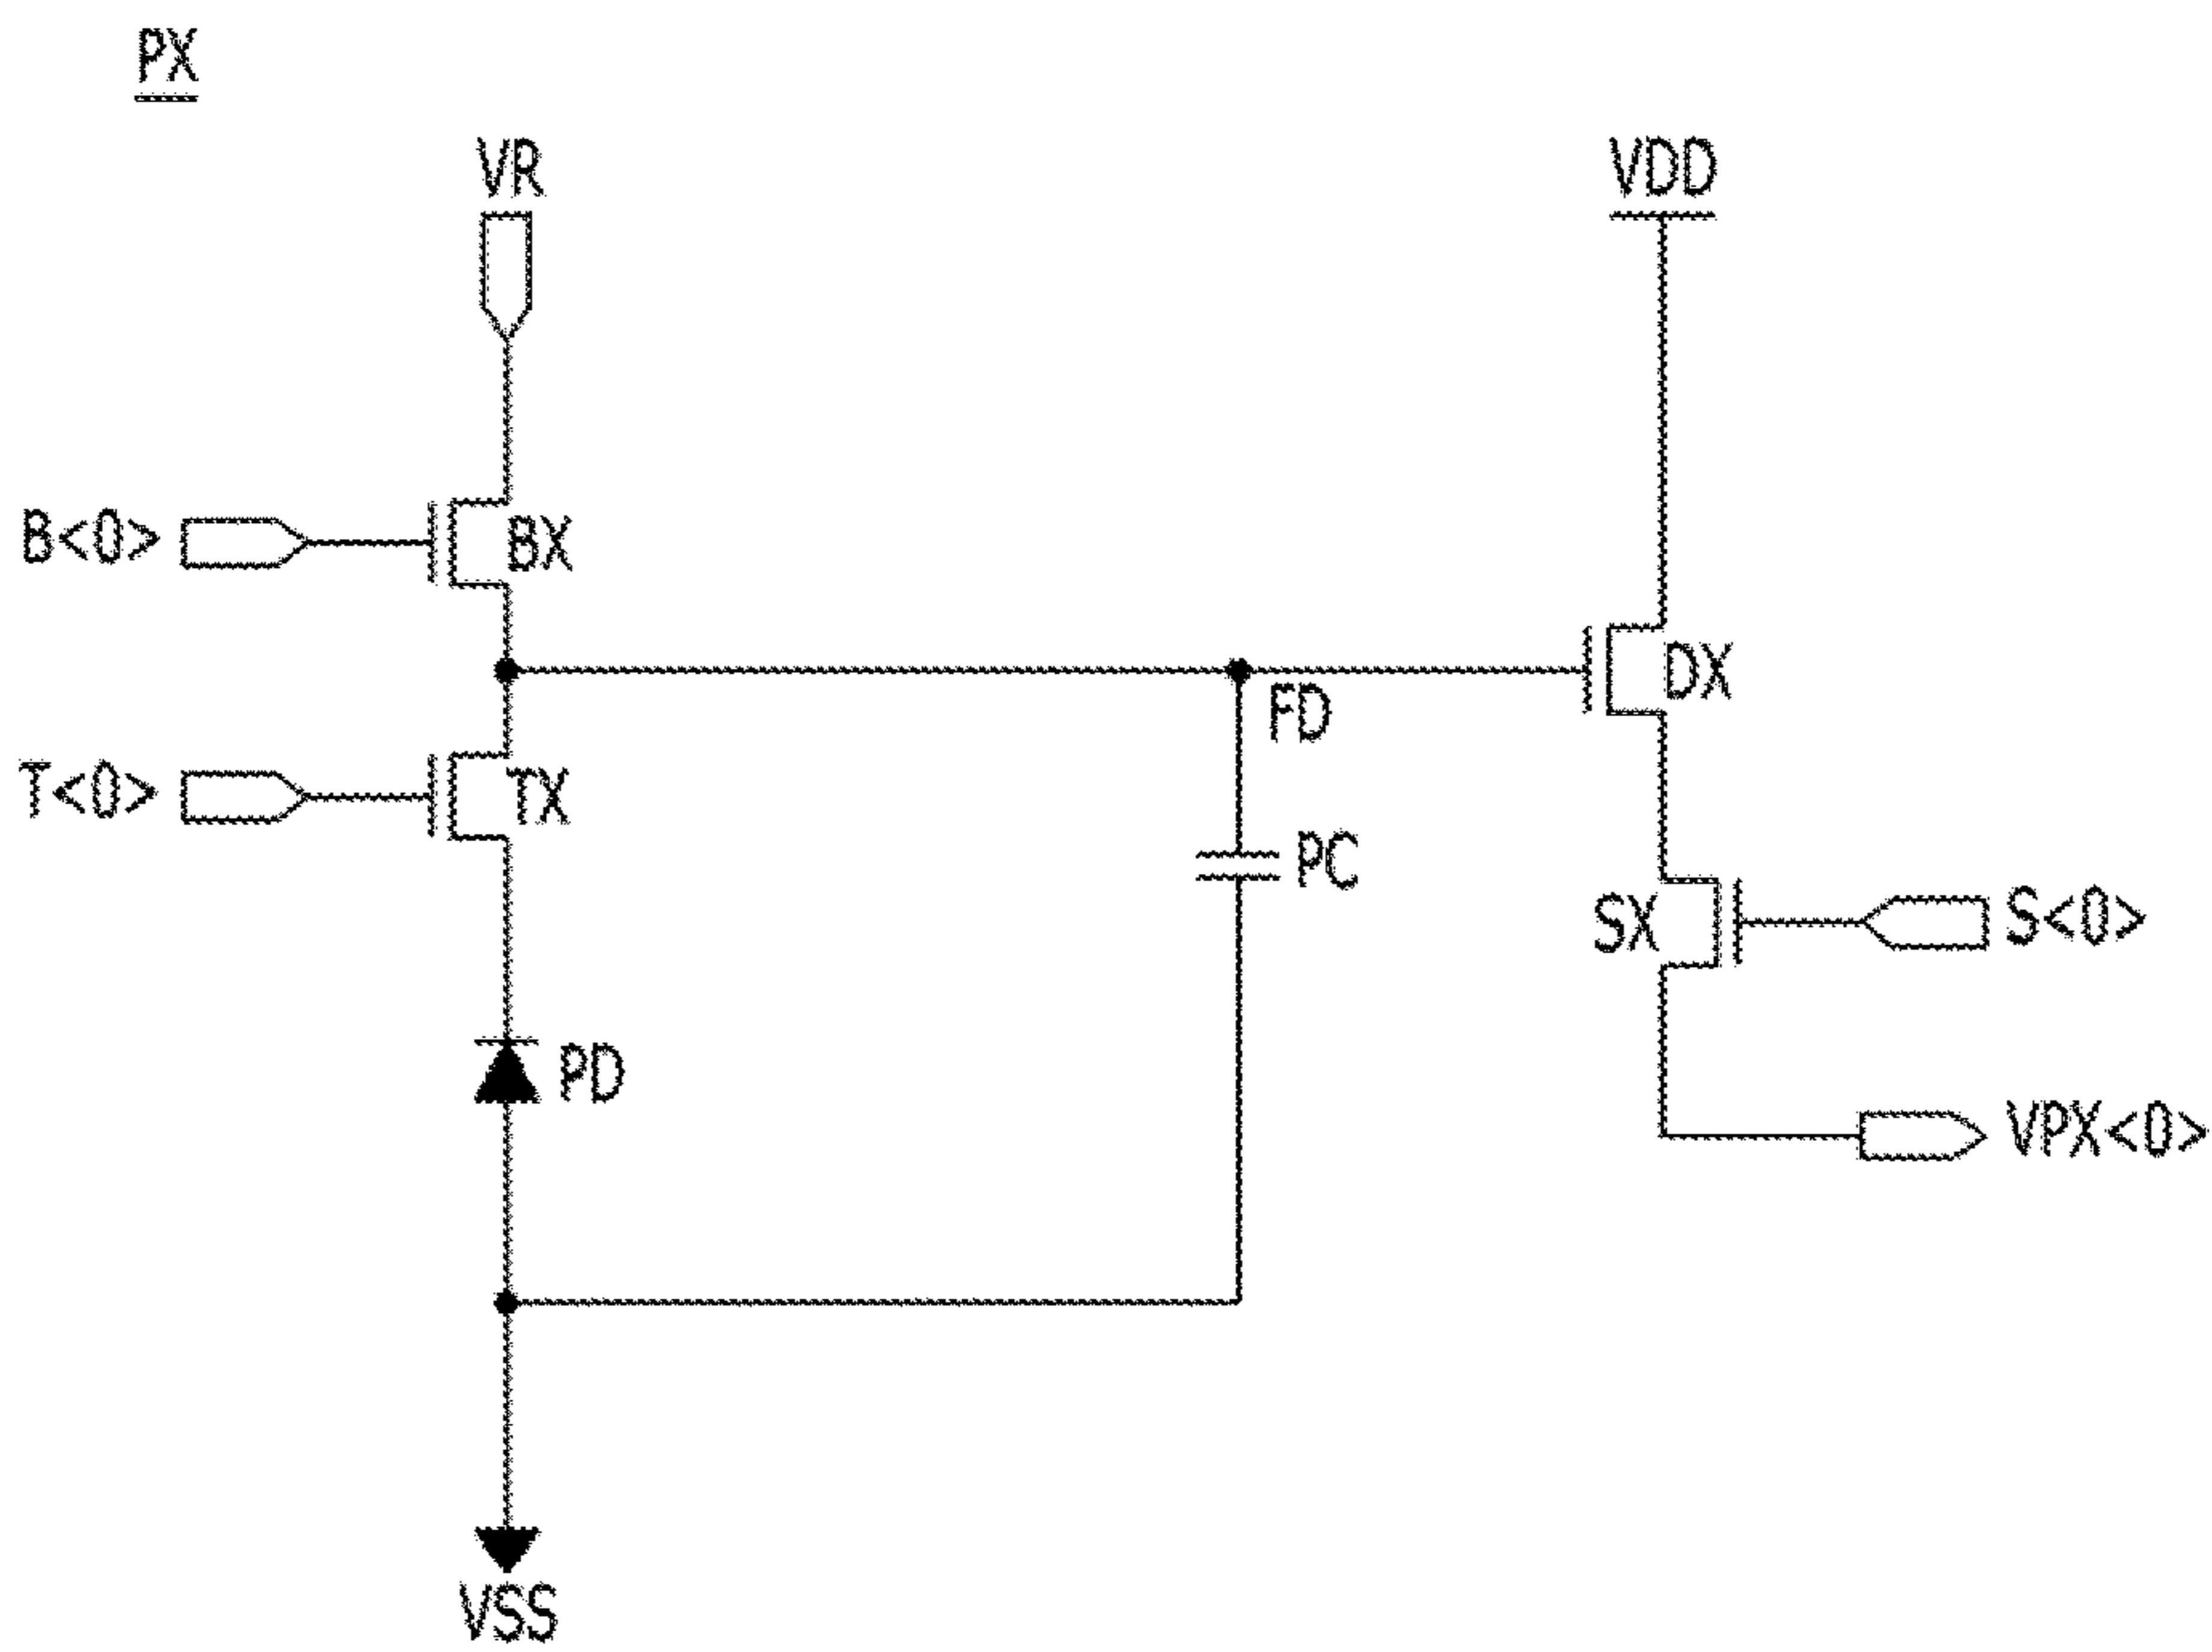 PX
VR
VDD
B<0>
BX
DX
FD
T<0>
TX
PC
SX
S<0>
PD
VPX<0>
VSS